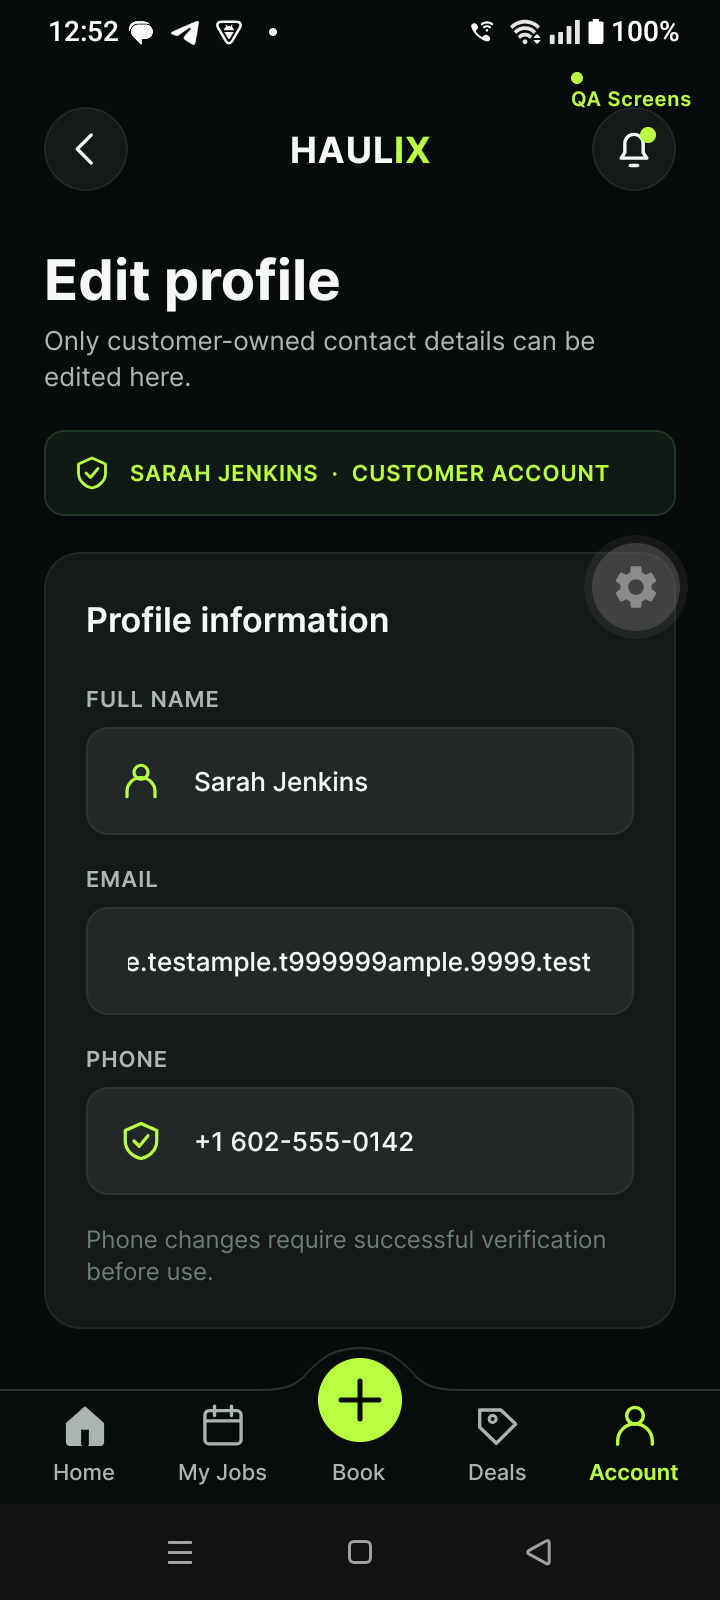 12:52
100%
QA Screens
HAULIX
Edit profile
Only customer-owned contact details can be
edited here.
SARAH JENKINS · CUSTOMER ACCOUNT
Profile information
FULL NAME
Sarah Jenkins
EMAIL
e.testample.t999999ample.9999.test
PHONE
+1 602-555-0142
Phone changes require successful verification
before use.
Home
My Jobs
Book
Deals
Account